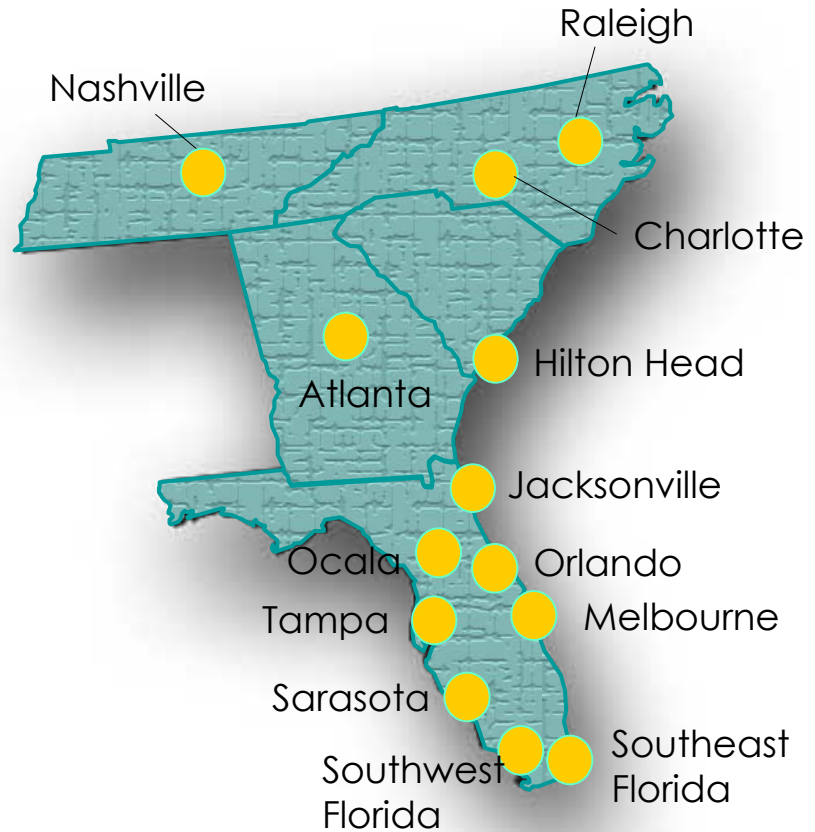 Raleigh
Nashville
Charlotte
Hilton Head
Atlanta
Jacksonville
Ocala
Orlando
Tampa
Melbourne
Sarasota
Southeast
Florida
Southwest
Florida